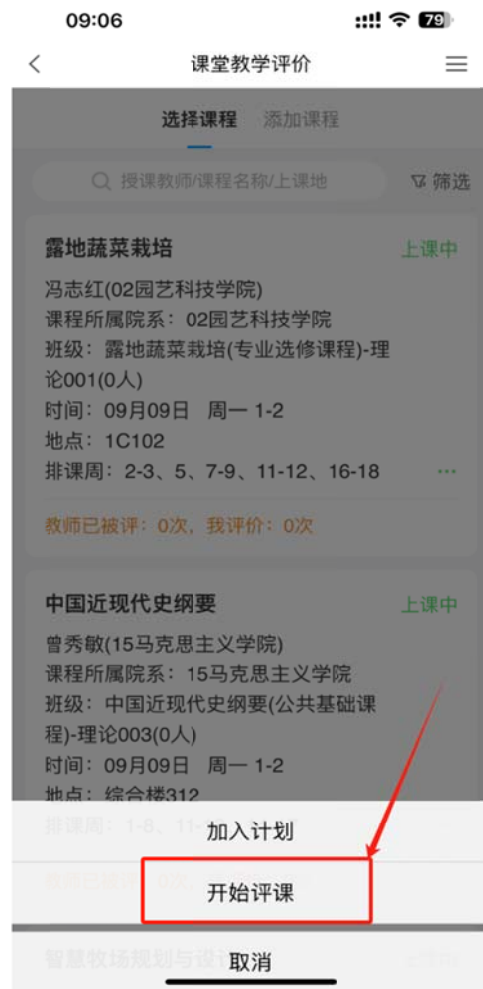 09:06
79
课堂教学评价
选择课程 添加课程
授课教师/课程名称/上课地
筛选
露地蔬菜栽培 上课中
冯志红(02园艺科技学院)
课程所属院系：02园艺科技学院
班级：露地蔬菜栽培(专业选修课程)-理
论001(0人)
时间：09月09日 周一 1-2
地点：1C102
排课周：2-3、5、7-9、11-12、16-18
教师已被评：0次，我评价：0次
中国近现代史纲要 上课中
曾秀敏(15马克思主义学院)
课程所属院系：15马克思主义学院
班级：中国近现代史纲要(公共基础课
程)-理论003(0人)
时间：09月09日 周一 1-2
地点：综合楼312
排课周：1-8、11-
加入计划
开始评课
智慧牧场规划与设计
取消